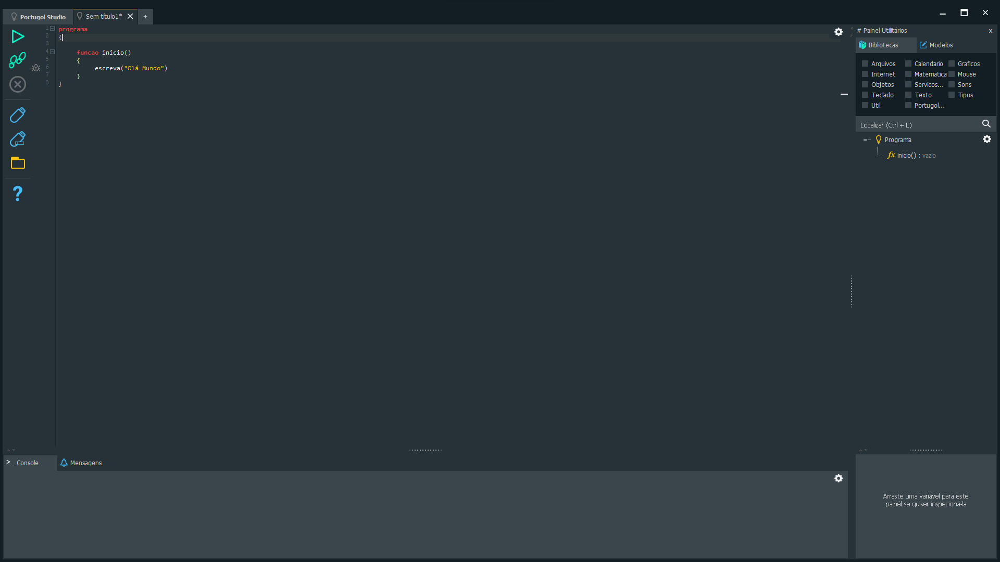 Portugol Studio
Sem título1*
+
1 programa
2 {
3
4 funcao inicio()
5 {
6 escreva("Olá Mundo")
7 }
8 }
# Painel Utilitários x
Bibliotecas Modelos
Arquivos Calendario Graficos
Internet Matematica Mouse
Objetos Servicos... Sons
Teclado Texto Tipos
Util Portugol...
Localizar (Ctrl + L)
Programa
fx inicio() : vazio
>_ Console Mensagens
Arraste uma variável para este
painél se quiser inspecioná-la